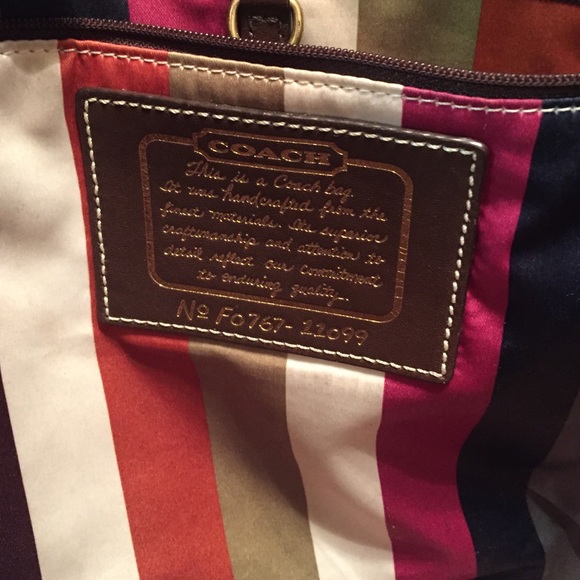 COACH
This is a Coach bag.
It was handcrafted from the
finest materials. Its superior
craftsmanship and attention to
detail reflect our commitment
to enduring quality.
No F0767-11099